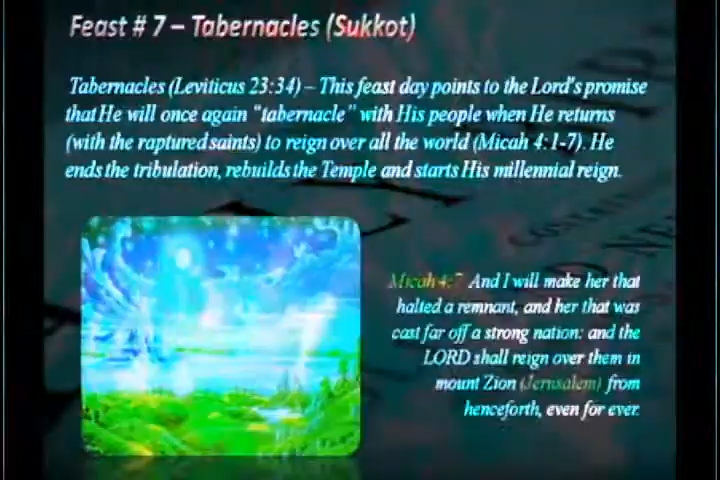 Feast # 7 – Tabernacles (Sukkot)
Tabernacles (Leviticus 23:34) – This feast day points to the Lord's promise
that He will once again "tabernacle" with His people when He returns
(with the raptured saints) to reign over all the world (Micah 4:1-7). He
ends the tribulation, rebuilds the Temple and starts His millennial reign.
Micah 4:7 And I will make her that
halted a remnant, and her that was
cast far off a strong nation: and the
LORD shall reign over them in
mount Zion (Jerusalem) from
henceforth, even for ever.